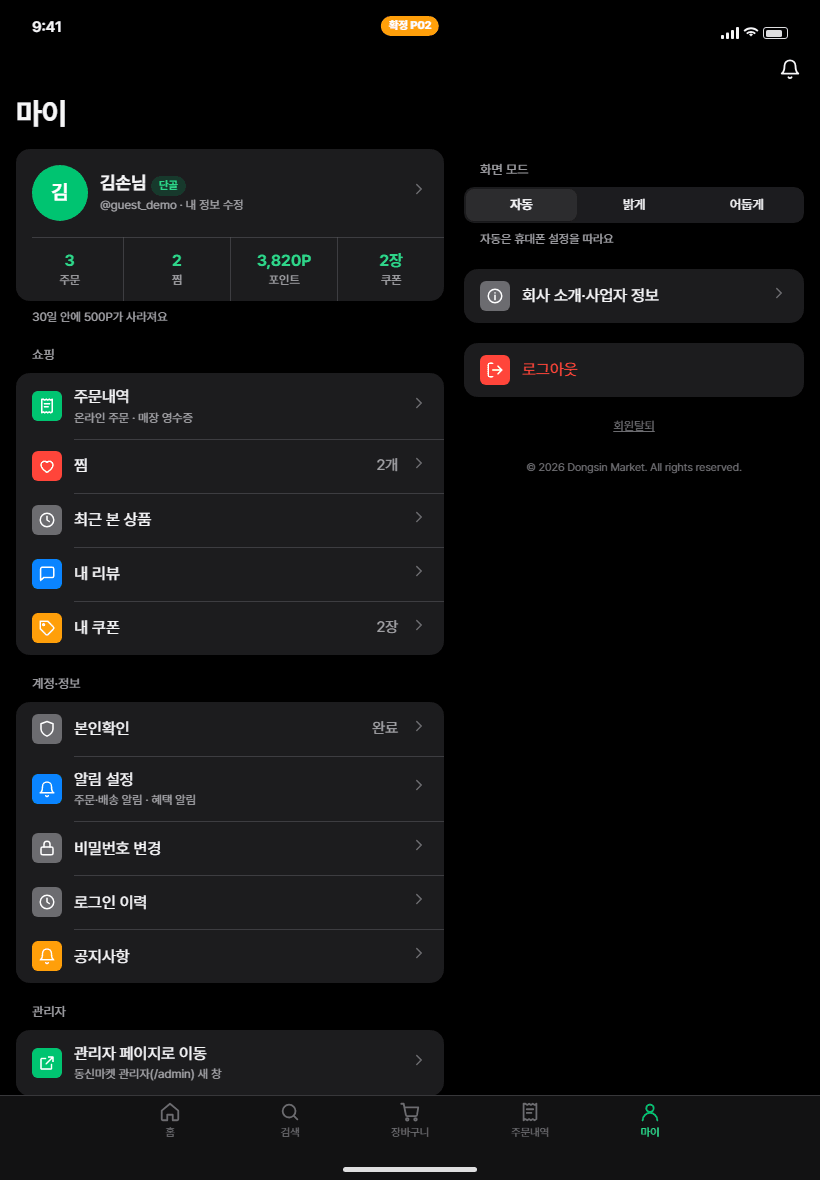 9:41
확정 P02
마이
김
김손님 단골
@guest_demo · 내 정보 수정
3
주문
2
찜
3,820P
포인트
2장
쿠폰
30일 안에 500P가 사라져요
쇼핑
주문내역
온라인 주문 · 매장 영수증
찜 2개
최근 본 상품
내 리뷰
내 쿠폰 2장
계정·정보
본인확인 완료
알림 설정
주문·배송 알림 · 혜택 알림
비밀번호 변경
로그인 이력
공지사항
관리자
관리자 페이지로 이동
동신마켓 관리자(/admin) 새 창
화면 모드
자동 밝게 어둡게
자동은 휴대폰 설정을 따라요
회사 소개·사업자 정보
로그아웃
회원탈퇴
© 2026 Dongsin Market. All rights reserved.
홈 검색 장바구니 주문내역 마이